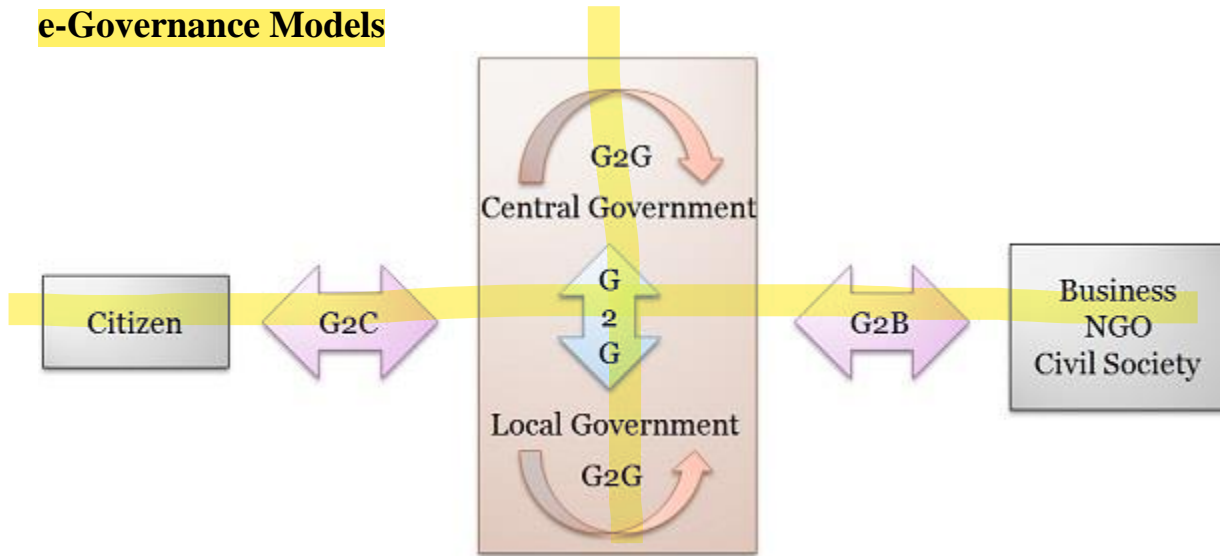 e-Governance Models
G2G
Central Government
Citizen
G2C
G
2
G
G2B
Business
NGO
Civil Society
Local Government
G2G